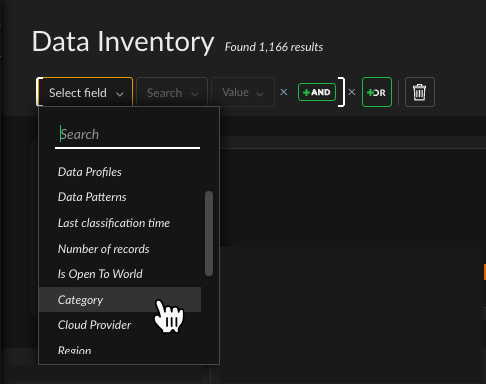 Data Inventory Found 1,166 results
Select field Search Value × +AND × +OR
Search
Data Profiles
Data Patterns
Last classification time
Number of records
Is Open To World
Category
Cloud Provider
Region